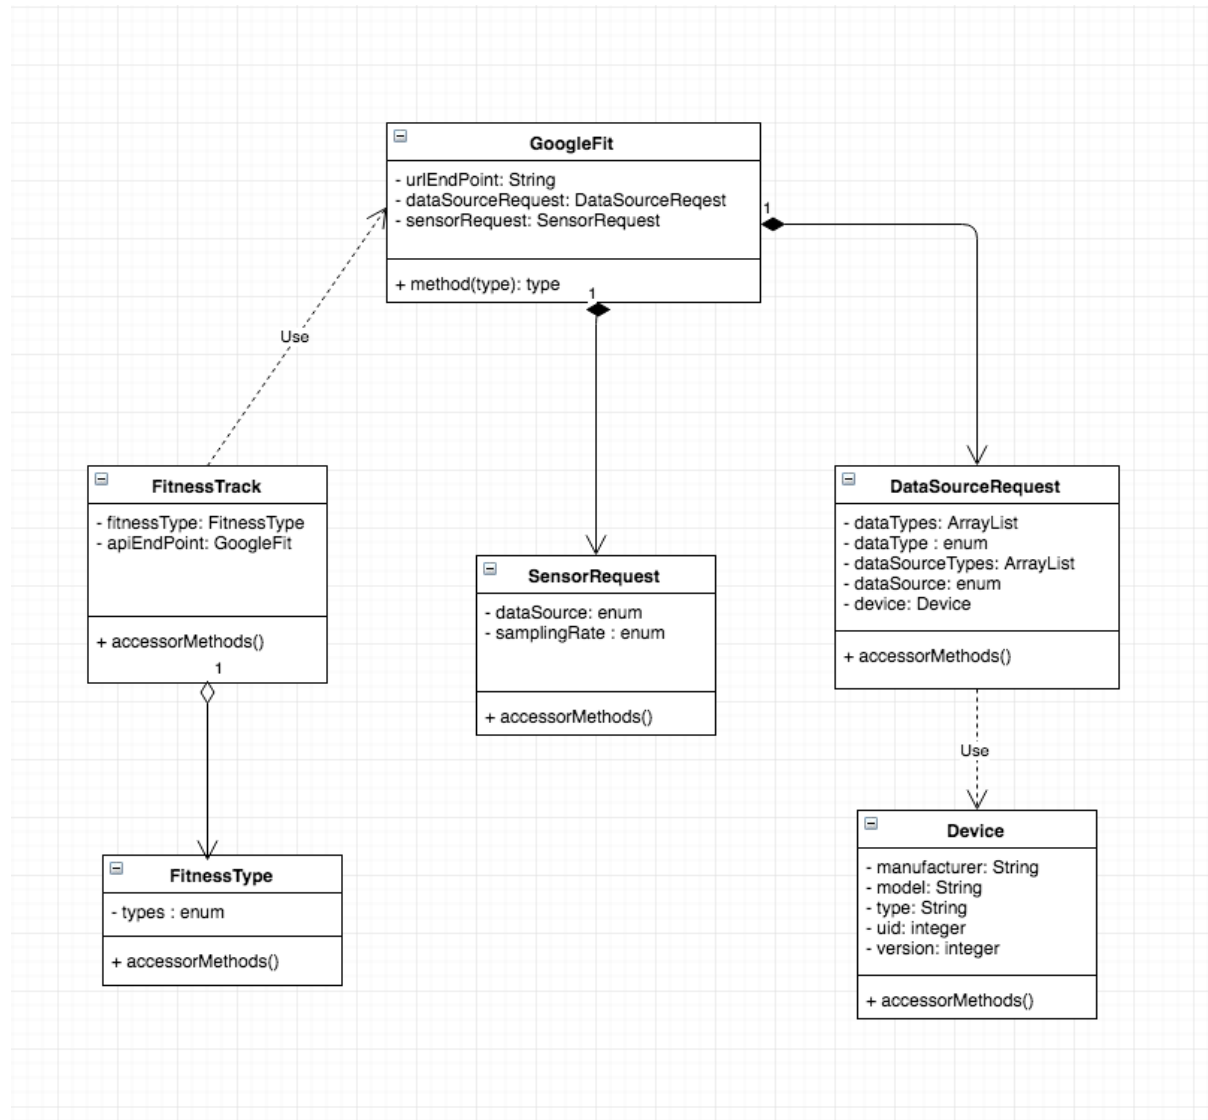 GoogleFit
- urlEndPoint: String
- dataSourceRequest: DataSourceReqest
- sensorRequest: SensorRequest
+ method(type): type
1
1
Use
FitnessTrack
- fitnessType: FitnessType
- apiEndPoint: GoogleFit
+ accessorMethods()
1
SensorRequest
- dataSource: enum
- samplingRate : enum
+ accessorMethods()
DataSourceRequest
- dataTypes: ArrayList
- dataType : enum
- dataSourceTypes: ArrayList
- dataSource: enum
- device: Device
+ accessorMethods()
Use
FitnessType
- types : enum
+ accessorMethods()
Device
- manufacturer: String
- model: String
- type: String
- uid: integer
- version: integer
+ accessorMethods()